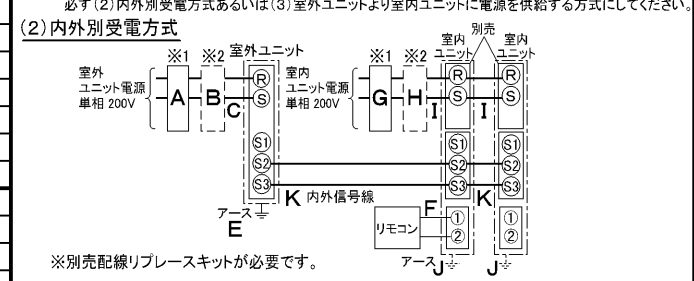 必ず(2)内外別受電方式あるいは(3)室外ユニットより室内ユニットに電源を供給する方式にしてください。
(2)内外別受電方式
別売
※1 ※2 室外ユニット ※1 ※2 室内ユニット 室内ユニット
室外ユニット電源 単相 200V
A B C R S
室内ユニット電源 単相 200V
G H I R S I R S
S1 S1 S1
S2 S2 S2
S3 K 内外信号線 S3 K S3
アース E
リモコン F ① ② ① ②
アース J J
※別売配線リプレースキットが必要です。